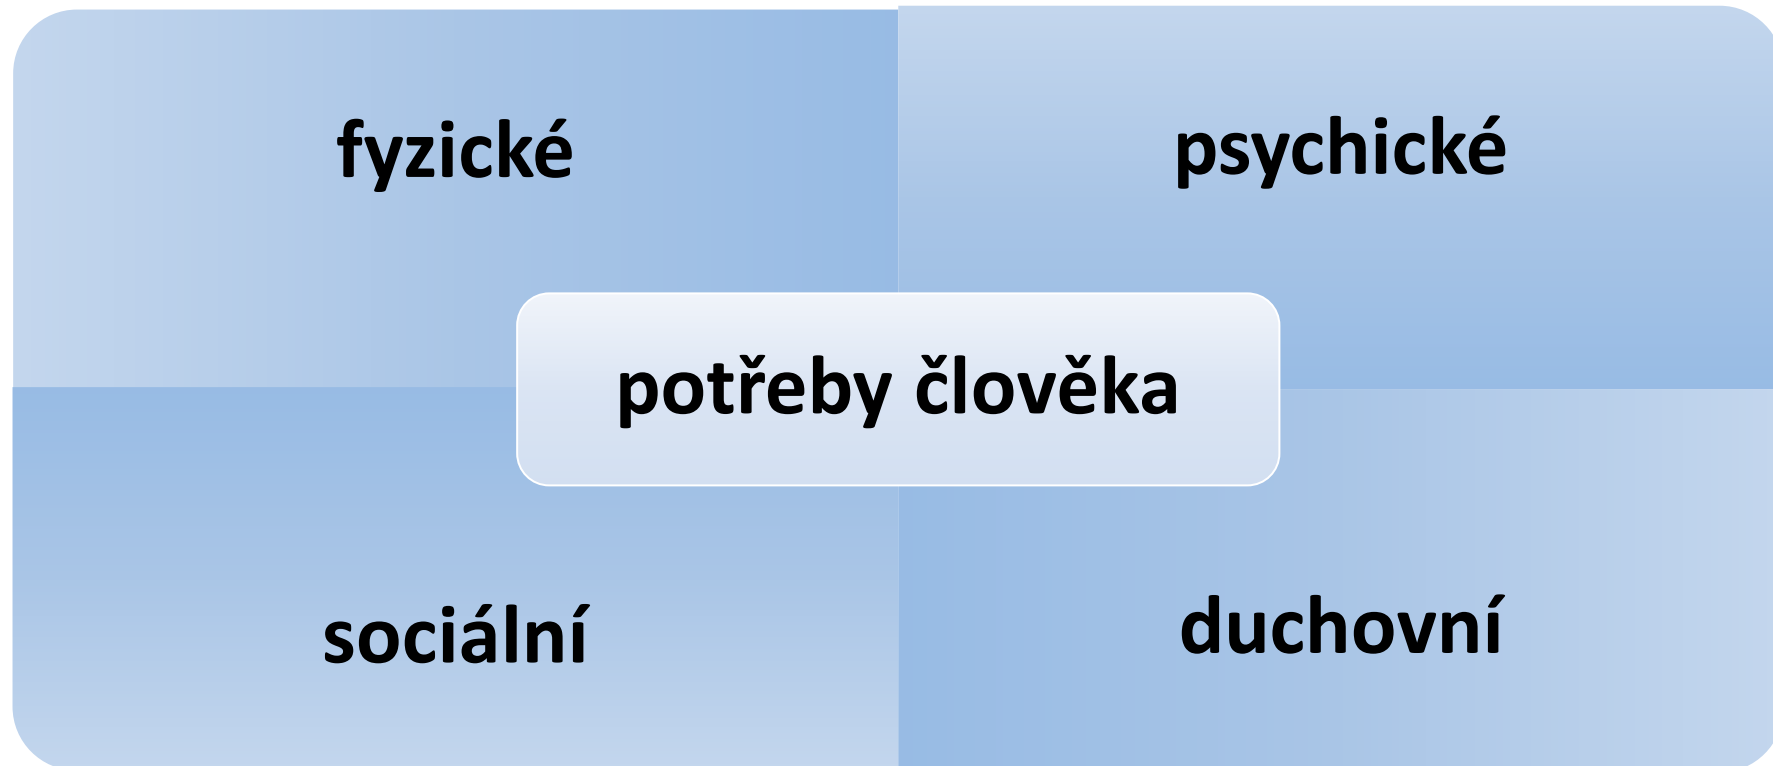 fyzické
psychické
potřeby člověka
sociální
duchovní